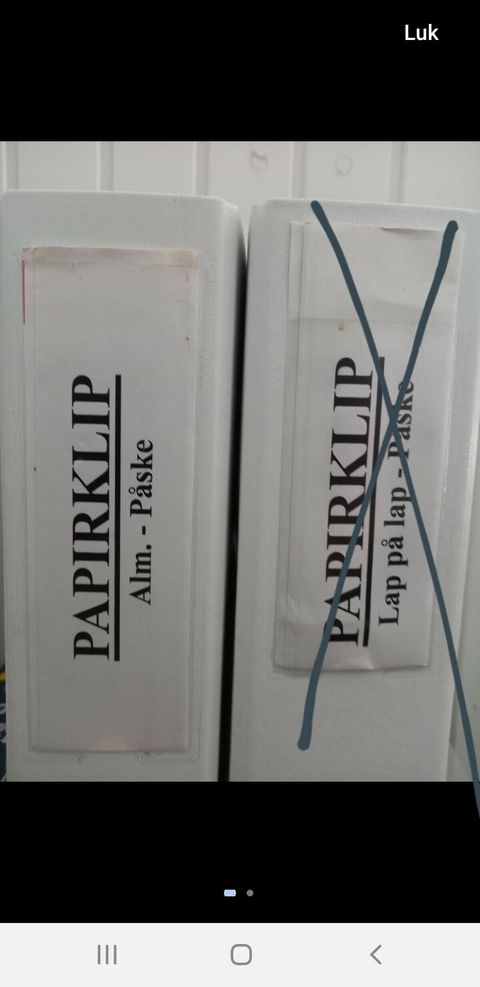 Luk
PAPIRKLIP
Alm. - Påske
PAPIRKLIP
Lap på lap - Påske